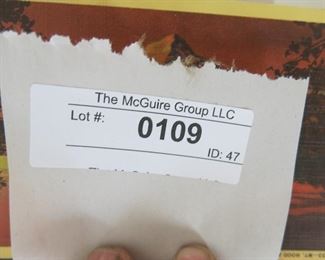 The McGuire Group LLC
Lot #:
0109
ID: 47